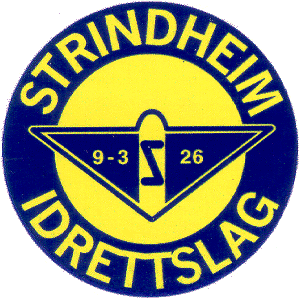 STRINDHEIM
9-3 S 26
IDRETTSLAG